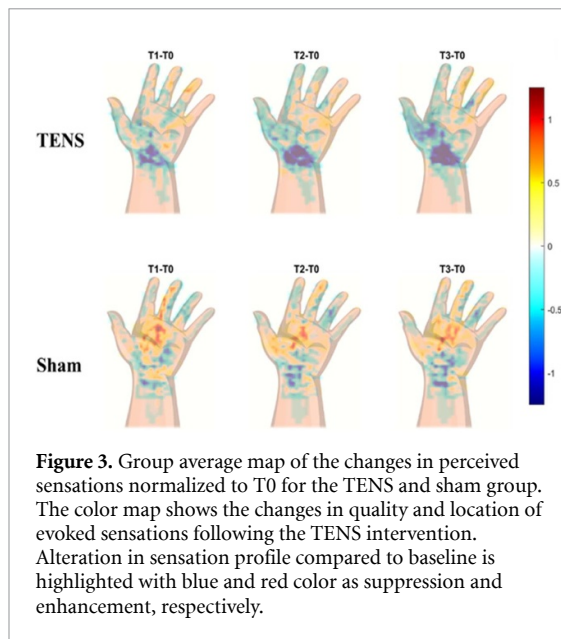 T1-T0 T2-T0 T3-T0
TENS
1
0.5
0
-0.5
-1
T1-T0 T2-T0 T3-T0
Sham
Figure 3. Group average map of the changes in perceived
sensations normalized to T0 for the TENS and sham group.
The color map shows the changes in quality and location of
evoked sensations following the TENS intervention.
Alteration in sensation profile compared to baseline is
highlighted with blue and red color as suppression and
enhancement, respectively.